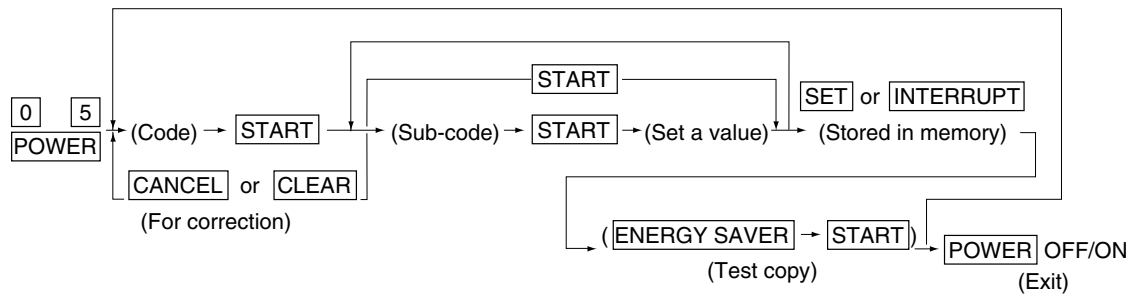 START
SET or INTERRUPT
0 5
POWER
(Code) START (Sub-code) START (Set a value) (Stored in memory)
CANCEL or CLEAR
(For correction)
(ENERGY SAVER START)
(Test copy)
POWER OFF/ON
(Exit)